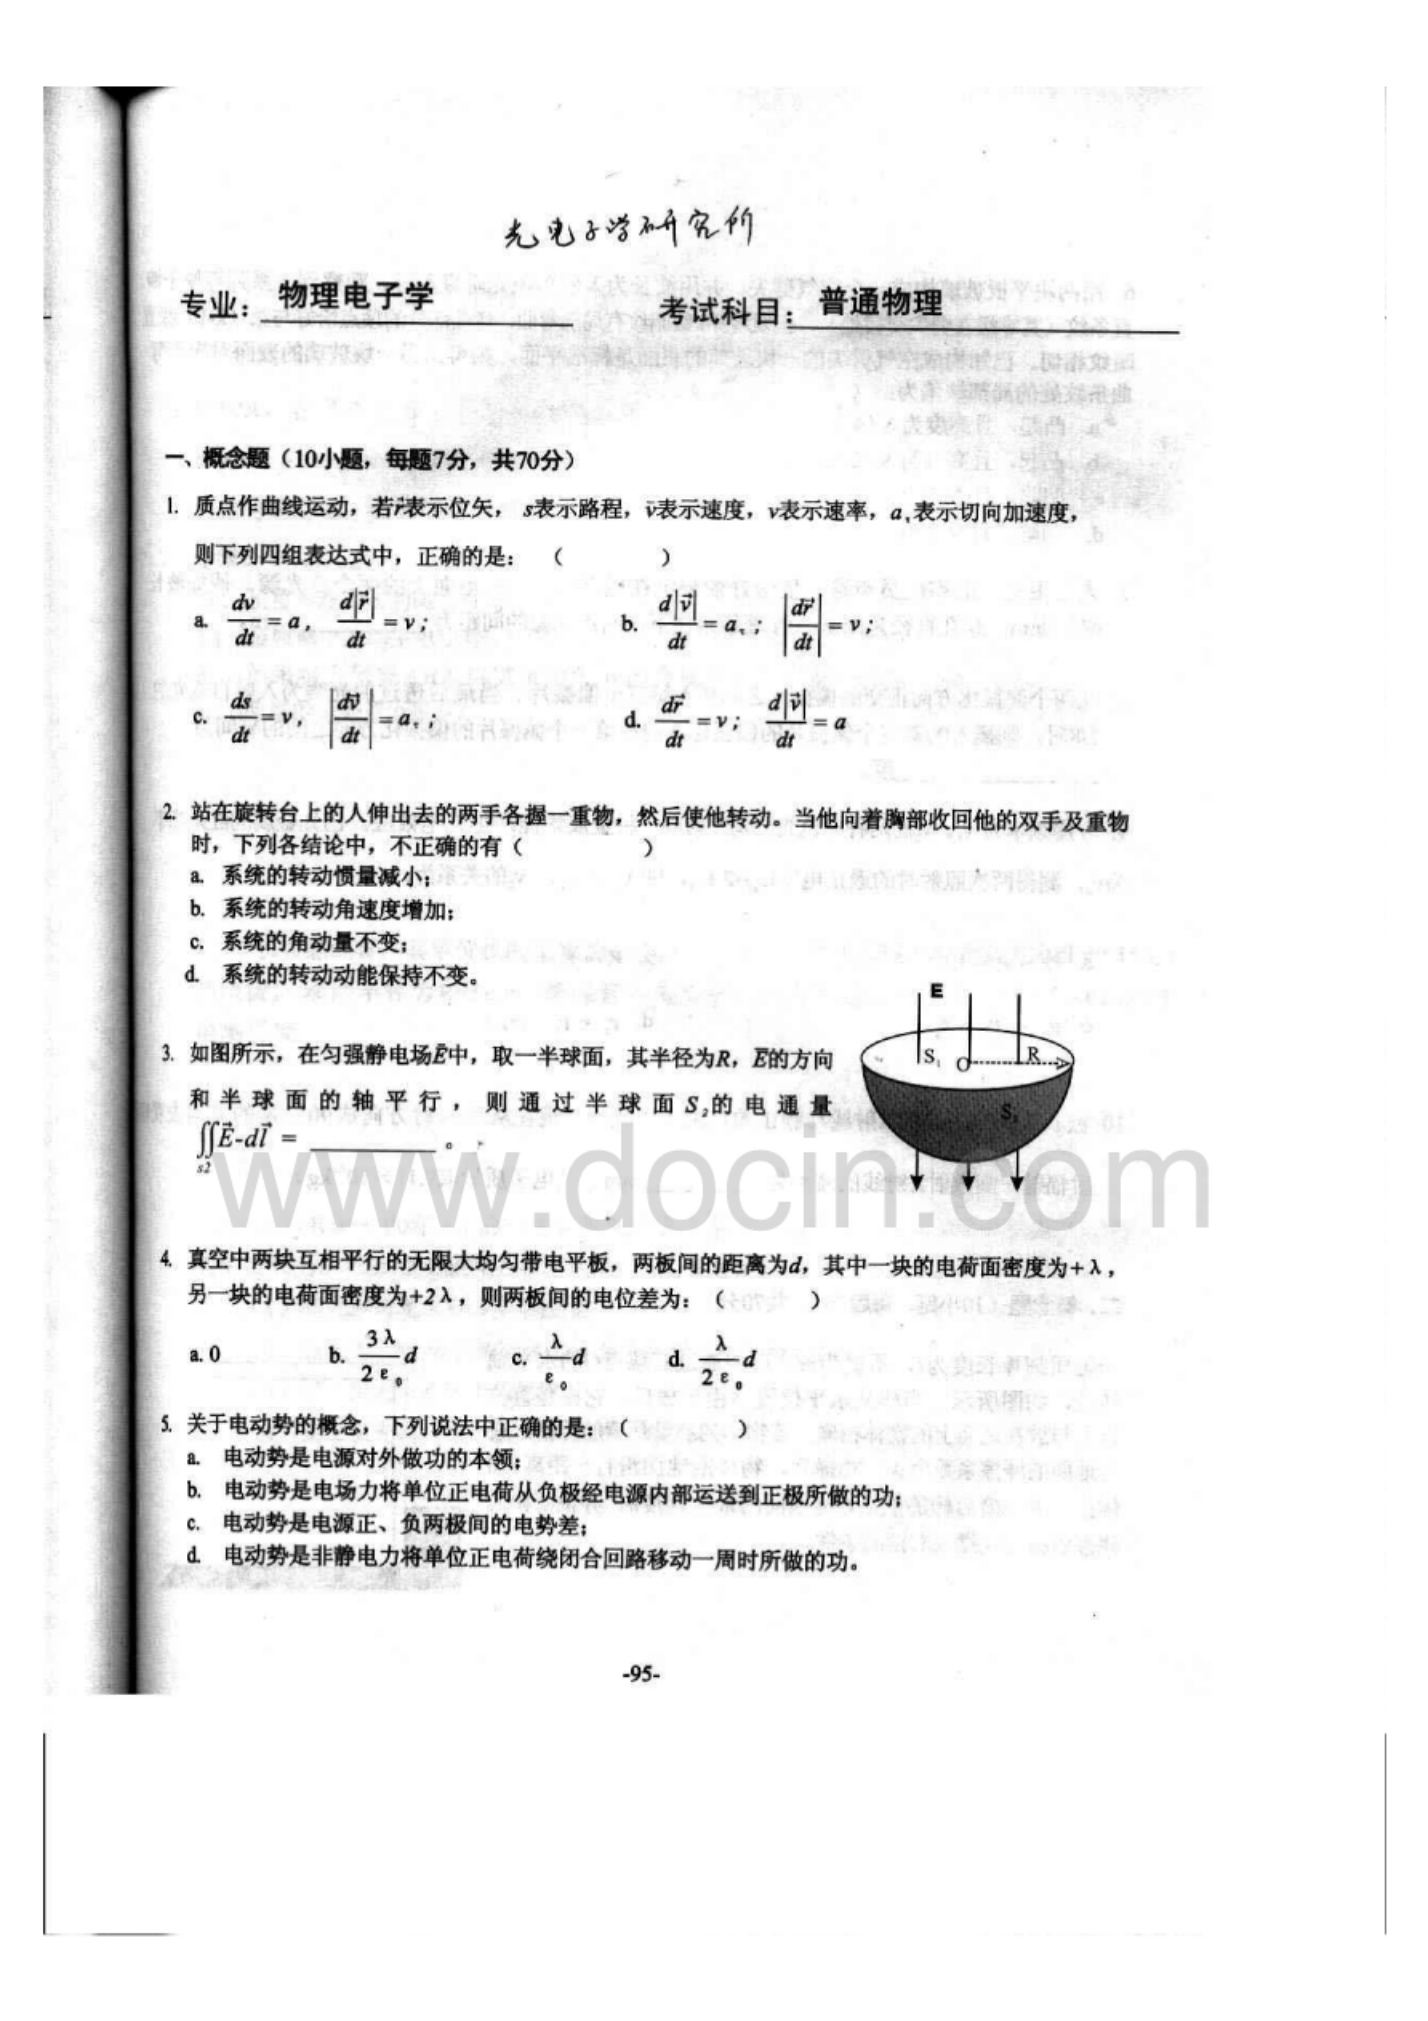 光电子学研究所
专业： 物理电子学 考试科目： 普通物理
一、概念题（10小题，每题7分，共70分）
1. 质点作曲线运动，若r⃗表示位矢， s表示路程，v⃗表示速度，v表示速率，aτ表示切向加速度，
则下列四组表达式中，正确的是： （ ）
a. dv/dt = a， d|r⃗|/dt = v； b. d|v⃗|/dt = aτ； |dr⃗/dt| = v；
c. ds/dt = v， |dv⃗/dt| = aτ； d. dr⃗/dt = v； d|v⃗|/dt = a
2. 站在旋转台上的人伸出去的两手各握一重物，然后使他转动。当他向着胸部收回他的双手及重物
时，下列各结论中，不正确的有（ ）
a. 系统的转动惯量减小；
b. 系统的转动角速度增加；
c. 系统的角动量不变；
d. 系统的转动动能保持不变。
E
S₁ O R
S₂
3. 如图所示，在匀强静电场E⃗中，取一半球面，其半径为R，E⃗的方向
和半球面的轴平行，则通过半球面S₂的电通量
∬s2 E⃗-dl⃗ = ________ 。
www.docin.com
4. 真空中两块互相平行的无限大均匀带电平板，两板间的距离为d，其中一块的电荷面密度为+λ，
另一块的电荷面密度为+2λ，则两板间的电位差为：（ ）
a. 0 b. 3λ/2ε₀ d c. λ/ε₀ d d. λ/2ε₀ d
5. 关于电动势的概念，下列说法中正确的是：（ ）
a. 电动势是电源对外做功的本领；
b. 电动势是电场力将单位正电荷从负极经电源内部运送到正极所做的功；
c. 电动势是电源正、负两极间的电势差；
d. 电动势是非静电力将单位正电荷绕闭合回路移动一周时所做的功。
-95-